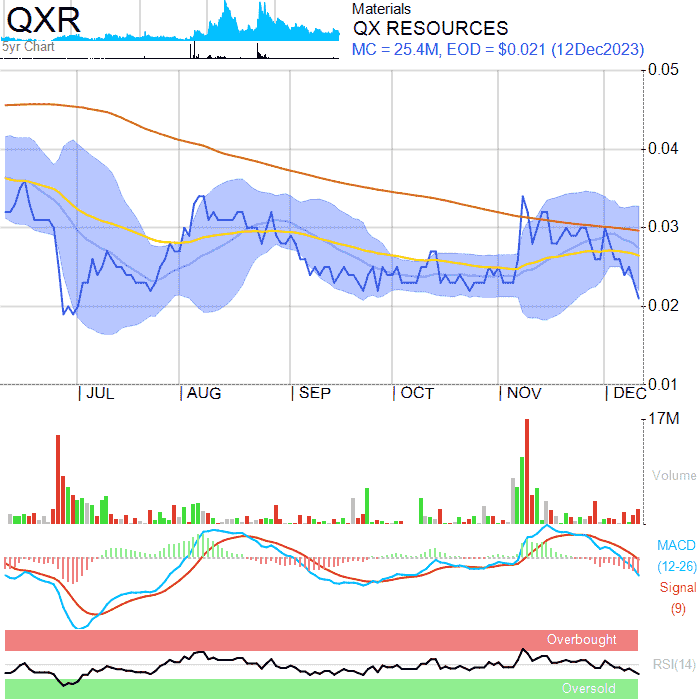 QXR
5yr Chart
Materials
QX RESOURCES
MC = 25.4M, EOD = $0.021 (12Dec2023)
0.05
0.04
0.03
0.02
0.01
JUL
AUG
SEP
OCT
NOV
DEC
17M
Volume
MACD
(12-26)
Signal
(9)
Overbought
RSI(14)
Oversold